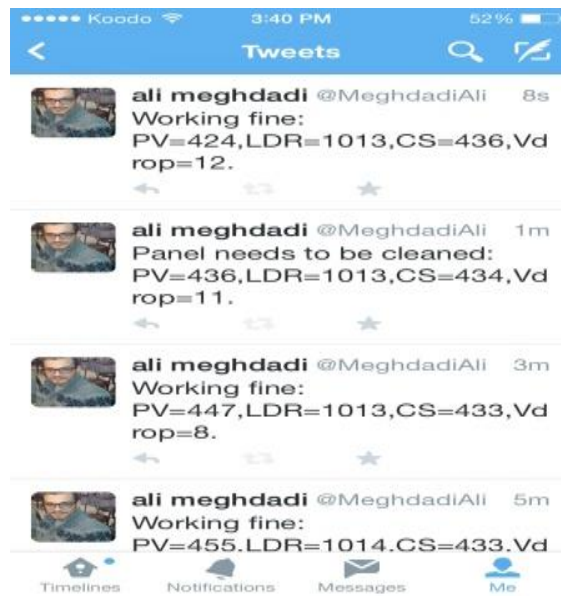 Koodo 3:40 PM 52%
Tweets
ali meghdadi @MeghdadiAli 8s
Working fine:
PV=424,LDR=1013,CS=436,Vd
rop=12.
ali meghdadi @MeghdadiAli 1m
Panel needs to be cleaned:
PV=436,LDR=1013,CS=434,Vd
rop=11.
ali meghdadi @MeghdadiAli 3m
Working fine:
PV=447,LDR=1013,CS=433,Vd
rop=8.
ali meghdadi @MeghdadiAli 5m
Working fine:
PV=455,LDR=1014,CS=433,Vd
Timelines Notifications Messages Me